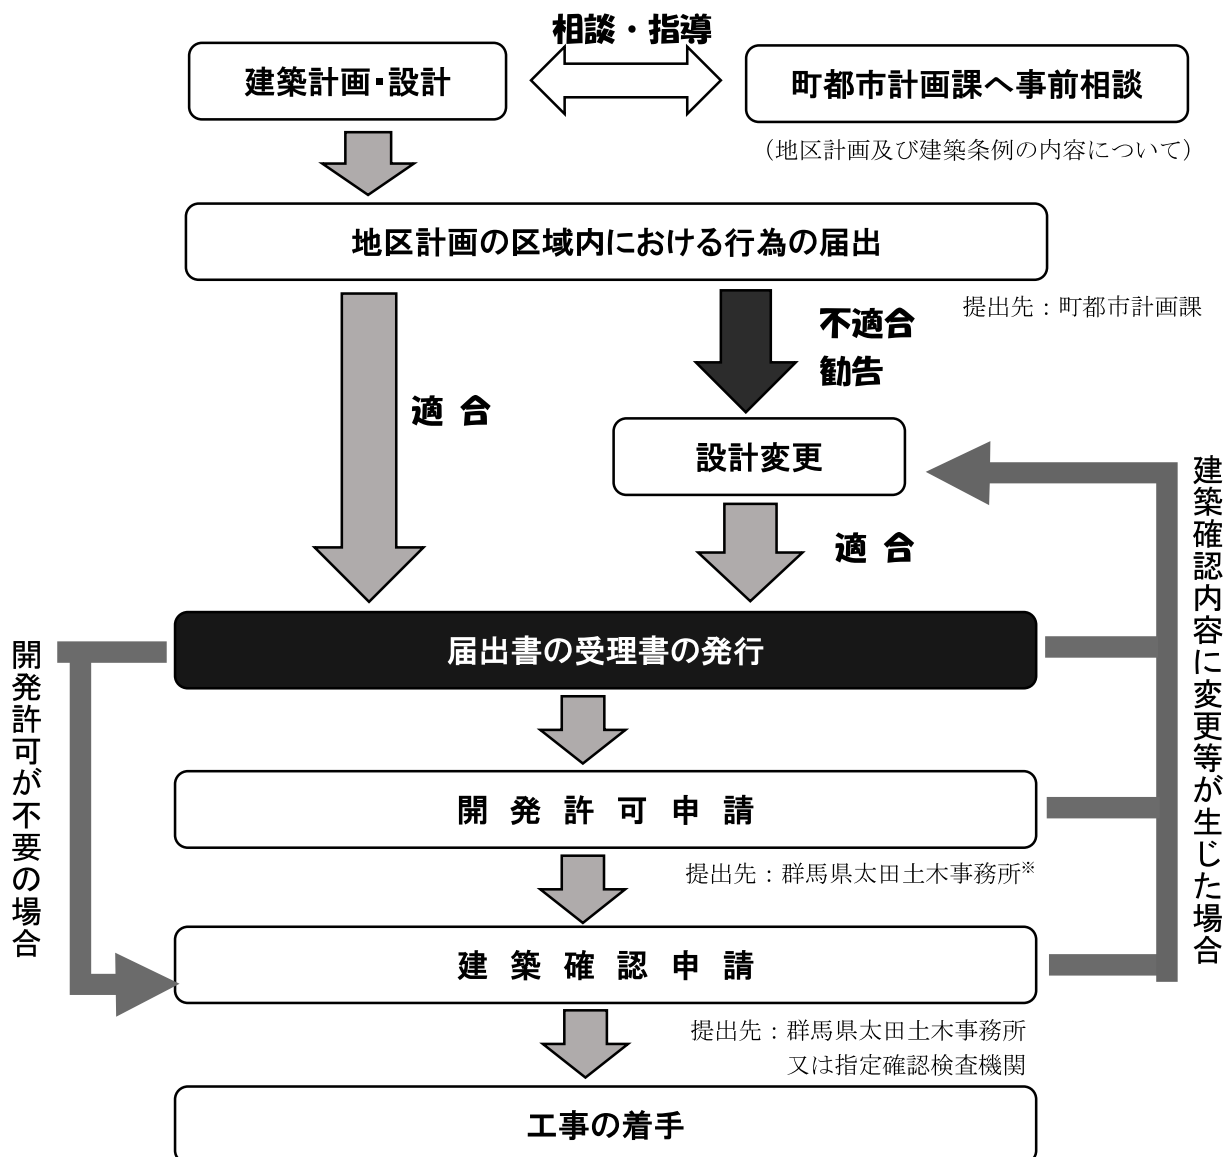 相談・指導
建築計画・設計
町都市計画課へ事前相談
（地区計画及び建築条例の内容について）
地区計画の区域内における行為の届出
提出先：町都市計画課
不適合
勧告
適 合
設計変更
適 合
建築確認内容に変更等が生じた場合
届出書の受理書の発行
開発許可が不要の場合
開 発 許 可 申 請
提出先：群馬県太田土木事務所※
建 築 確 認 申 請
提出先：群馬県太田土木事務所
又は指定確認検査機関
工事の着手